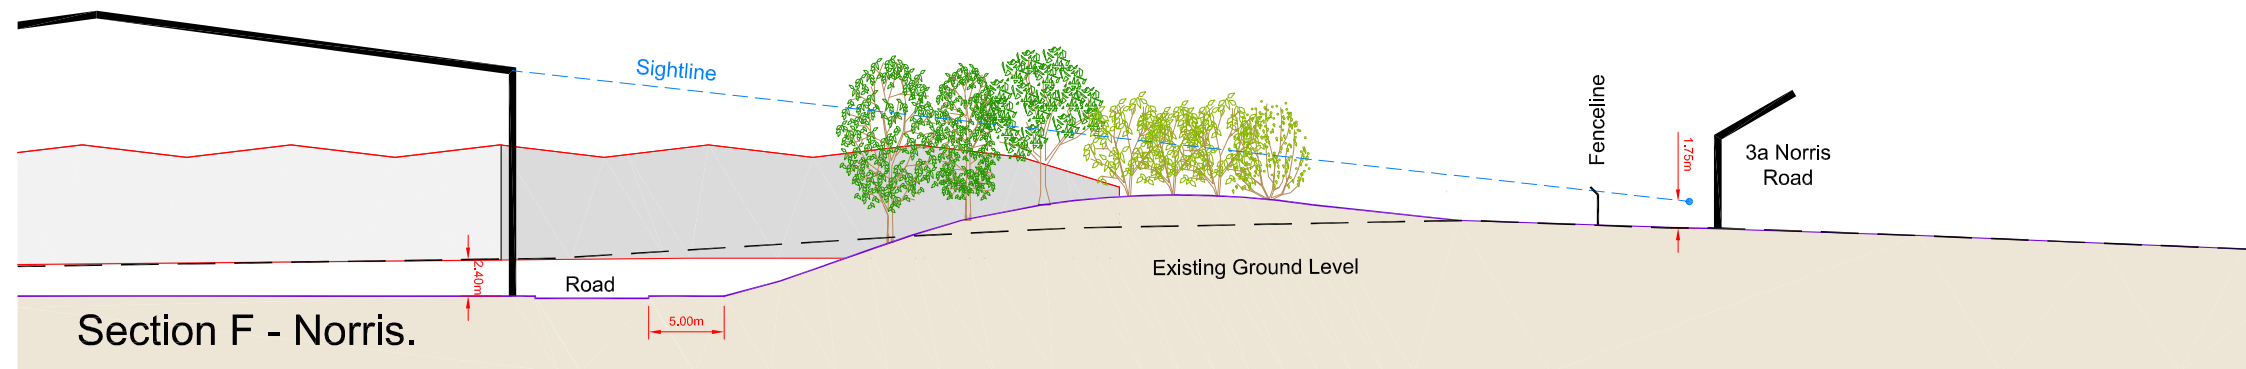 Sightline
Fenceline
1.75m
3a Norris
Road
2.40m
Road
Existing Ground Level
5.00m
Section F - Norris.